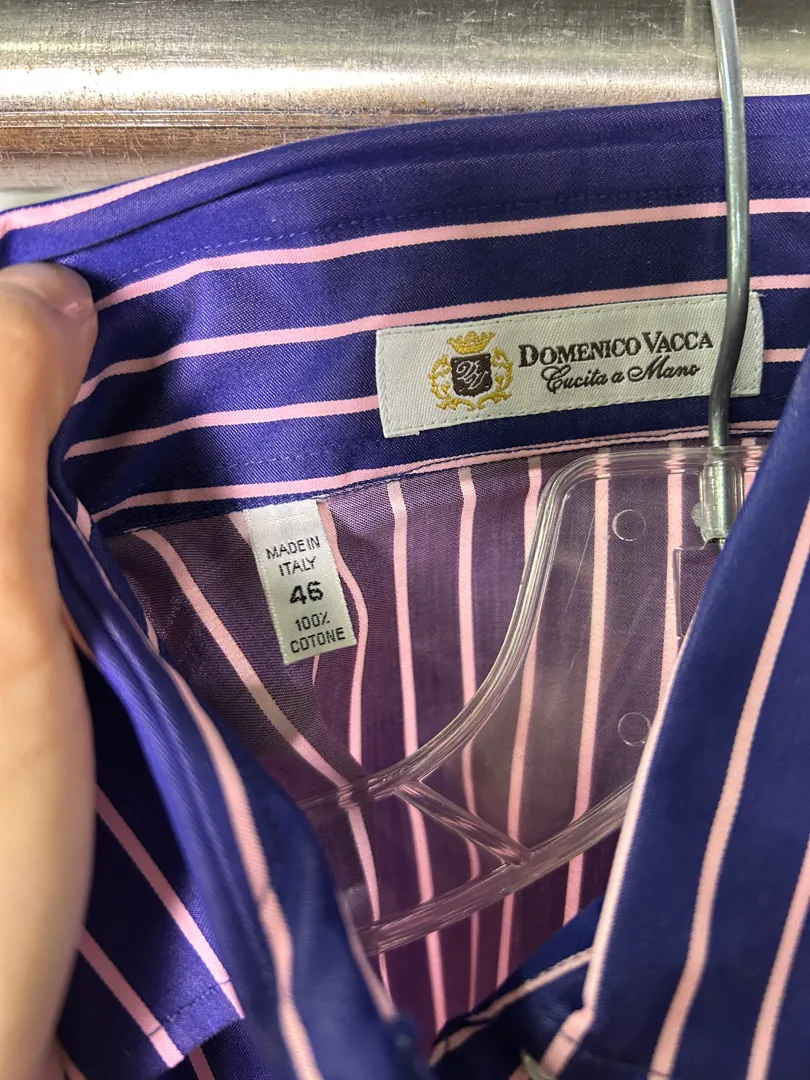 DOMENICO VACCA
Cucita a Mano
MADE IN
ITALY
46
100%
COTONE